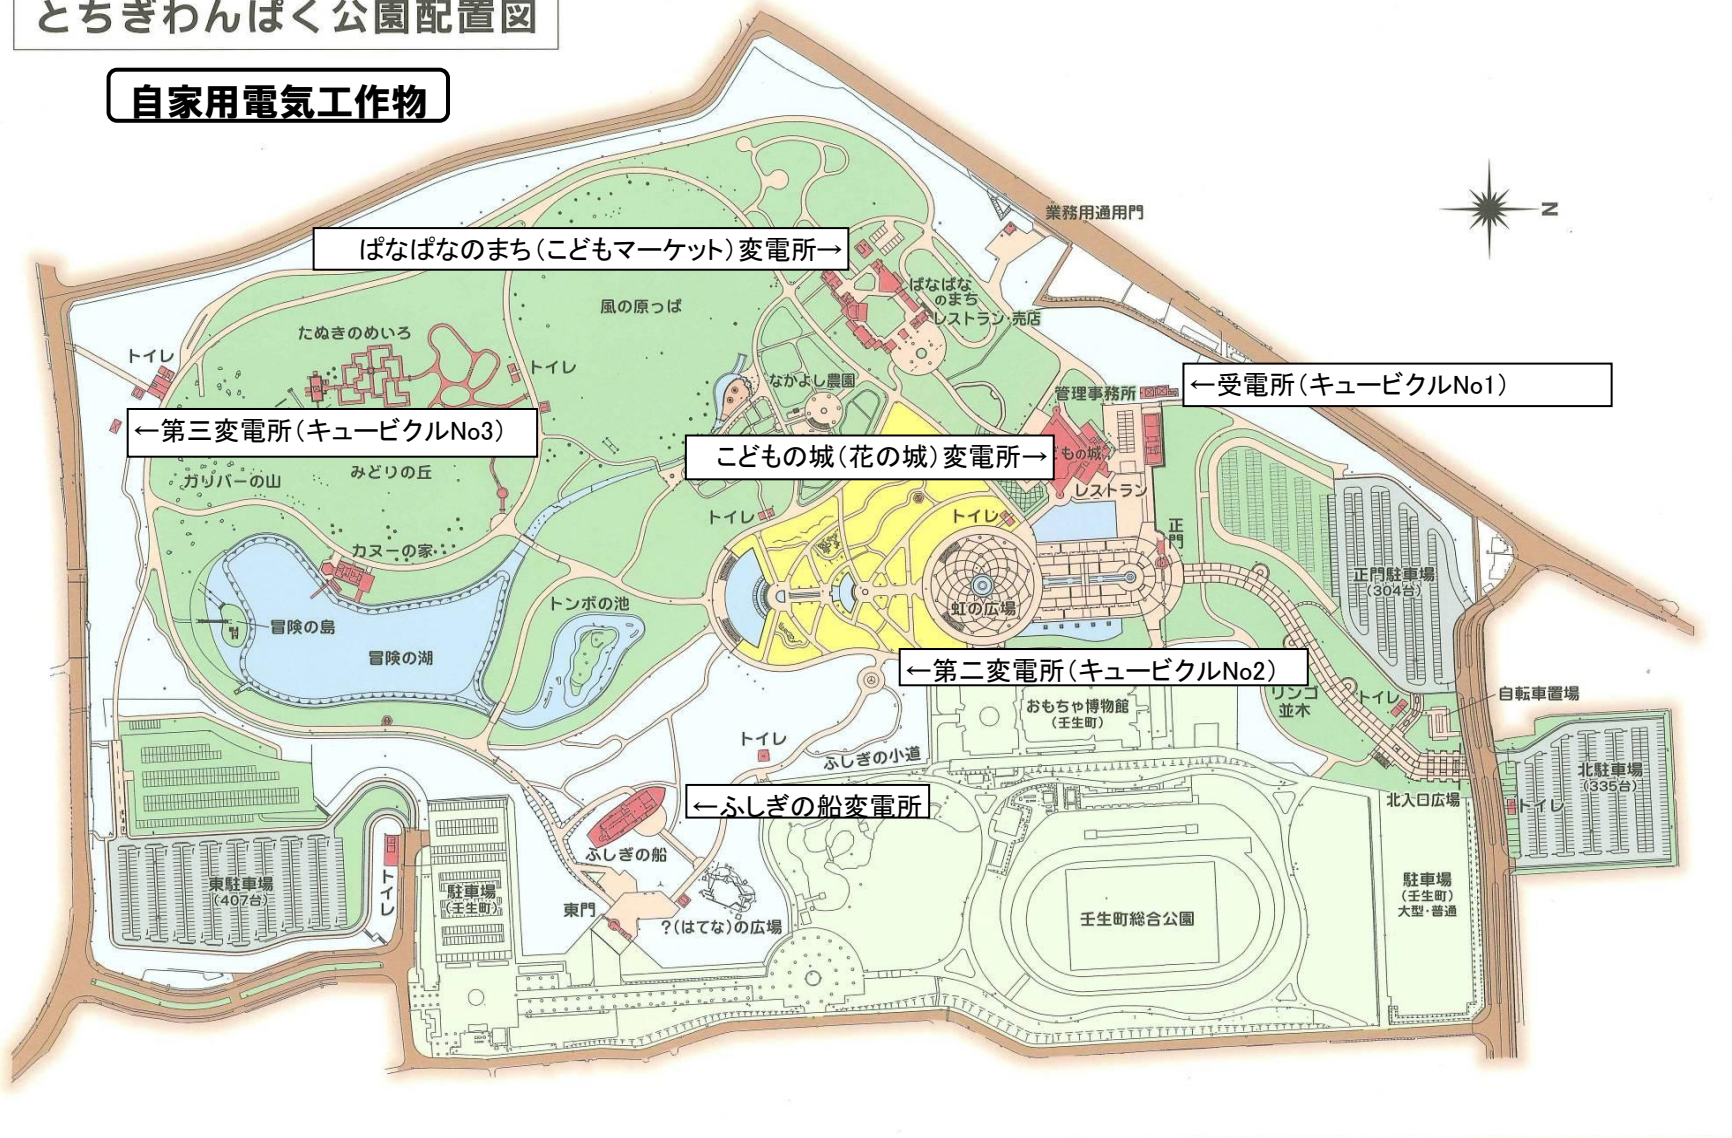 とちぎわんぱく公園配置図
自家用電気工作物
N
業務用通用門
ぱなぱなのまち（こどもマーケット）変電所→
ぱなぱな
のまち
レストラン・売店
風の原っぱ
たぬきのめいろ
トイレ
トイレ
なかよし農園
管理事務所
←受電所（キュービクルNo1）
←第三変電所（キュービクルNo3）
こどもの城（花の城）変電所→
どもの城
みどりの丘
ガリバーの山
レストラン
トイレ
トイレ
正門
カヌーの家
正門駐車場
（304台）
トンボの池
虹の広場
冒険の島
冒険の湖
←第二変電所（キュービクルNo2）
リンゴ
並木
トイレ
自転車置場
おもちゃ博物館
（壬生町）
トイレ
ふしぎの小道
北駐車場
（335台）
北入口広場
トイレ
←ふしぎの船変電所
ふしぎの船
東駐車場
（407台）
トイレ
駐車場
（壬生町）
東門
?(はてな)の広場
壬生町総合公園
駐車場
（壬生町）
大型・普通